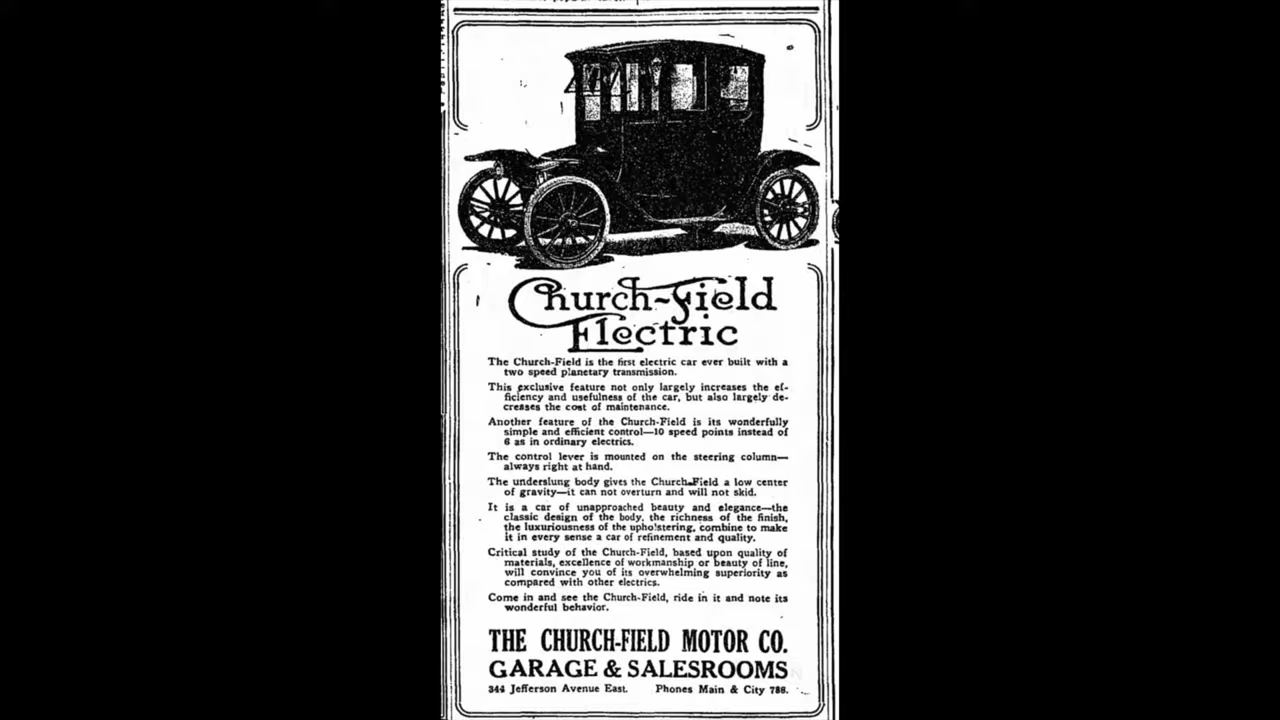 Church-Field
Electric
The Church-Field is the first electric car ever built with a
two speed planetary transmission.
This exclusive feature not only largely increases the ef-
ficiency and usefulness of the car, but also largely de-
creases the cost of maintenance.
Another feature of the Church-Field is its wonderfully
simple and efficient control—10 speed points instead of
6 as in ordinary electrics.
The control lever is mounted on the steering column—
always right at hand.
The underslung body gives the Church-Field a low center
of gravity—it can not overturn and will not skid.
It is a car of unapproached beauty and elegance—the
classic design of the body, the richness of the finish,
the luxuriousness of the upholstering, combine to make
it in every sense a car of refinement and quality.
Critical study of the Church-Field, based upon quality of
materials, excellence of workmanship or beauty of line,
will convince you of its overwhelming superiority as
compared with other electrics.
Come in and see the Church-Field, ride in it and note its
wonderful behavior.
THE CHURCH-FIELD MOTOR CO.
GARAGE & SALESROOMS
344 Jefferson Avenue East. Phones Main & City 786.